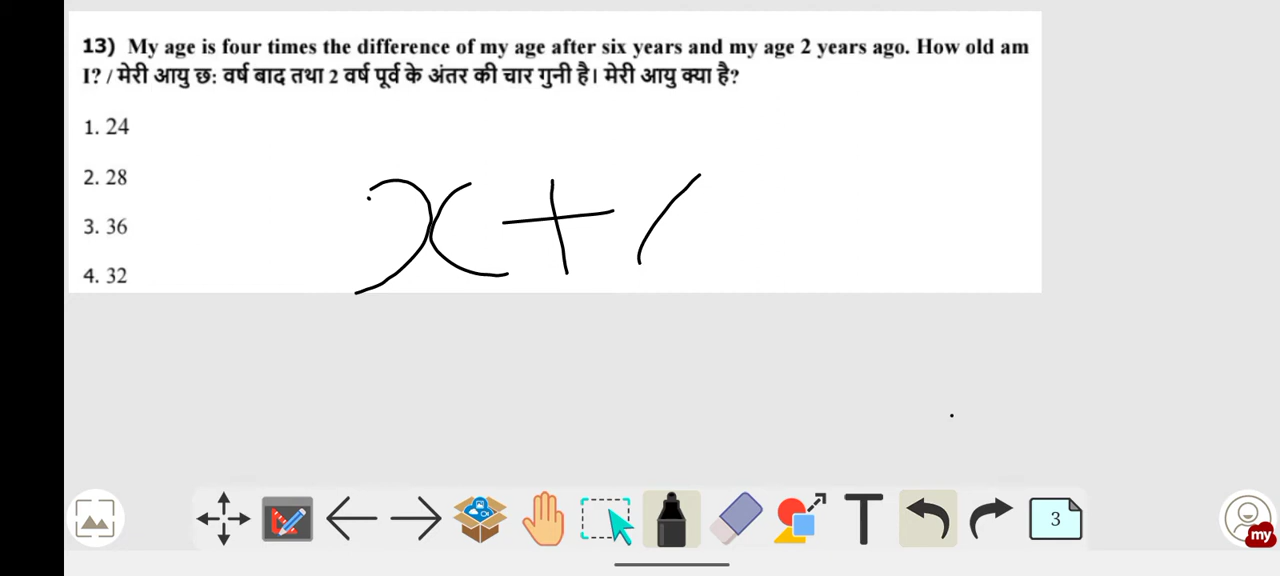 13) My age is four times the difference of my age after six years and my age 2 years ago. How old am
I? / मेरी आयु छ: वर्ष बाद तथा 2 वर्ष पूर्व के अंतर की चार गुनी है। मेरी आयु क्या है?
1. 24
2. 28
3. 36
4. 32
x +
T
3
my